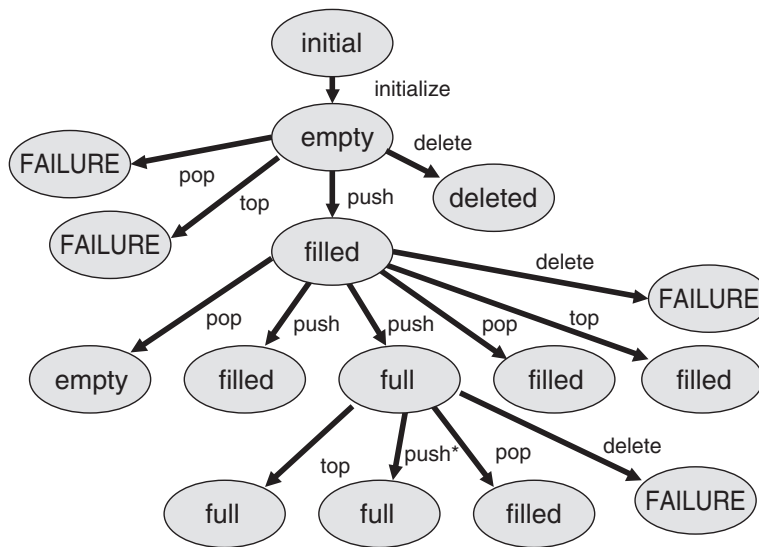 initial
initialize
empty
FAILURE
pop
delete
deleted
top
push
FAILURE
filled
delete
FAILURE
pop
push
push
pop
top
empty
filled
full
filled
filled
top
push*
pop
delete
full
full
filled
FAILURE